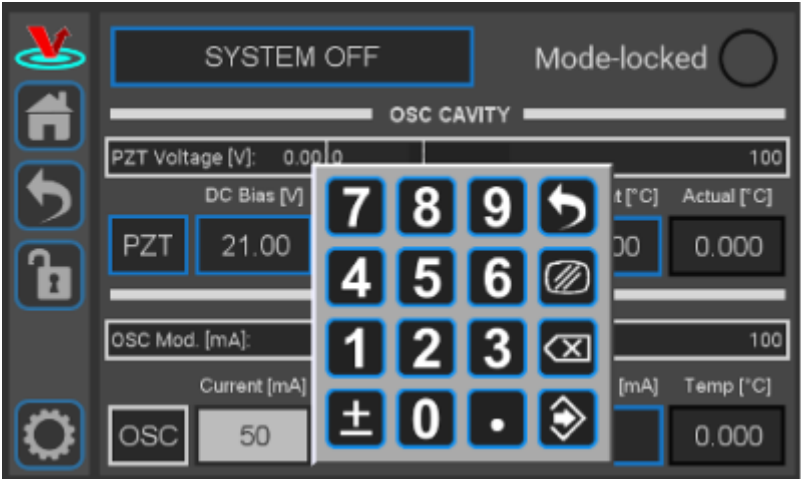 SYSTEM OFF Mode-locked
OSC CAVITY
PZT Voltage [V]: 0.00 0 100
DC Bias [V] [°C] Actual [°C]
PZT 21.00 00 0.000
OSC Mod. [mA]: 100
Current [mA] [mA] Temp [°C]
OSC 50 0.000
7 8 9
4 5 6
1 2 3
± 0 .